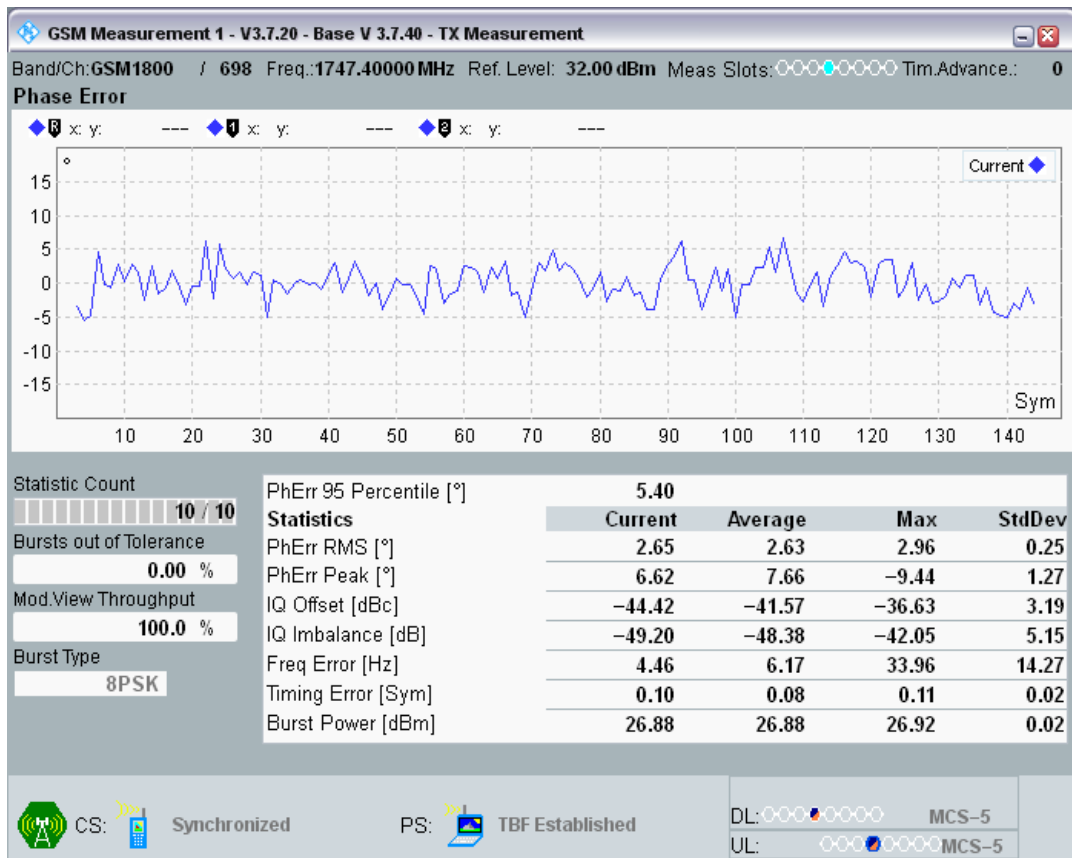 GSM Measurement 1 - V3.7.20 - Base V 3.7.40 - TX Measurement
Band/Ch:GSM1800 / 698 Freq.:1747.40000 MHz Ref. Level: 32.00 dBm Meas Slots: Tim.Advance.: 0
Phase Error
R x: y: --- 1 x: y: --- 2 x: y: ---
°
Current
15
10
5
0
-5
-10
-15
Sym
10 20 30 40 50 60 70 80 90 100 110 120 130 140
Statistic Count
10 / 10
Bursts out of Tolerance
0.00 %
Mod.View Throughput
100.0 %
Burst Type
8PSK
PhErr 95 Percentile [°] 5.40
Statistics Current Average Max StdDev
PhErr RMS [°] 2.65 2.63 2.96 0.25
PhErr Peak [°] 6.62 7.66 −9.44 1.27
IQ Offset [dBc] −44.42 −41.57 −36.63 3.19
IQ Imbalance [dB] −49.20 −48.38 −42.05 5.15
Freq Error [Hz] 4.46 6.17 33.96 14.27
Timing Error [Sym] 0.10 0.08 0.11 0.02
Burst Power [dBm] 26.88 26.88 26.92 0.02
CS: Synchronized PS: TBF Established
DL: MCS−5
UL: MCS−5